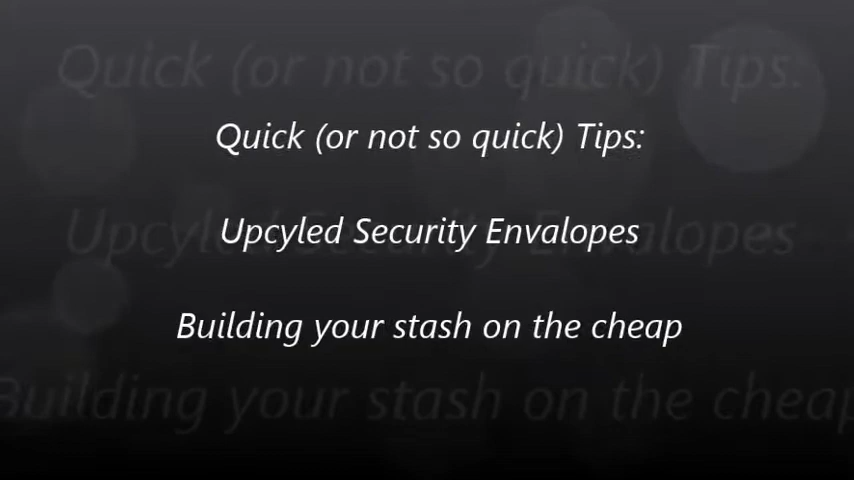 Quick (or not so quick) Tips:
Upcyled Security Envalopes
Building your stash on the cheap